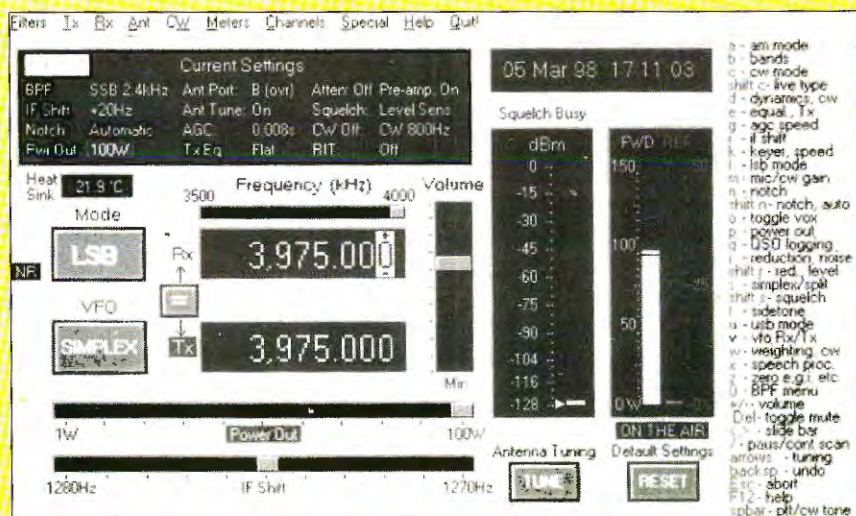 Filters Tx Rx Ant CW Meters Channels Special Help Quit!
Current Settings
BPF SSB 2.4kHz Ant Port: B (ovr) Atten: Off Pre-amp: On
IF Shift +20Hz Ant Tune: On Squelch: Level Sens
Notch Automatic AGC: 0.008s CW Off: CW 800Hz
Pwr Out 100W Tx Eq Flat RIT: Off
05 Mar 98 17 11 03
Heat Sink 21.9 °C
Frequency (kHz)
3500 4000
Volume
Min
Mode
LSB
NR
VFO
SIMPLEX
Rx
3,975.000
=
Tx
3,975.000
1W Power Out 100W
1280Hz IF Shift 1270Hz
Squelch Busy
dBm
0
-15
-30
-45
-60
-75
-90
-104
-116
-128
FWD REF
150
100
50
0W
ON THE AIR
Antenna Tuning
TUNE
Default Settings
RESET
a - am mode
b - bands
c - cw mode
shift c- live type
d - dynamics, cw
e - equal., Tx
g - agc speed
i - if shift
k - keyer, speed
l - lsb mode
m - mic/cw gain
n - notch
shift n- notch, auto
o - toggle vox
p - power out
q - QSO logging
r - reduction, noise
shift r - red., level
s - simplex/split
shift s- squelch
t - sidetone
u - usb mode
v - vfo Rx/Tx
w - weighting, cw
x - speech proc.
z - zero e.g.i. etc
0 - BPF menu
+/- - volume
Del- toggle mute
< > - slide bar
/ - paus/cont scan
arrows - tuning
backsp - undo
Esc - abort
F12 - help
spbar - ptt/cw tone